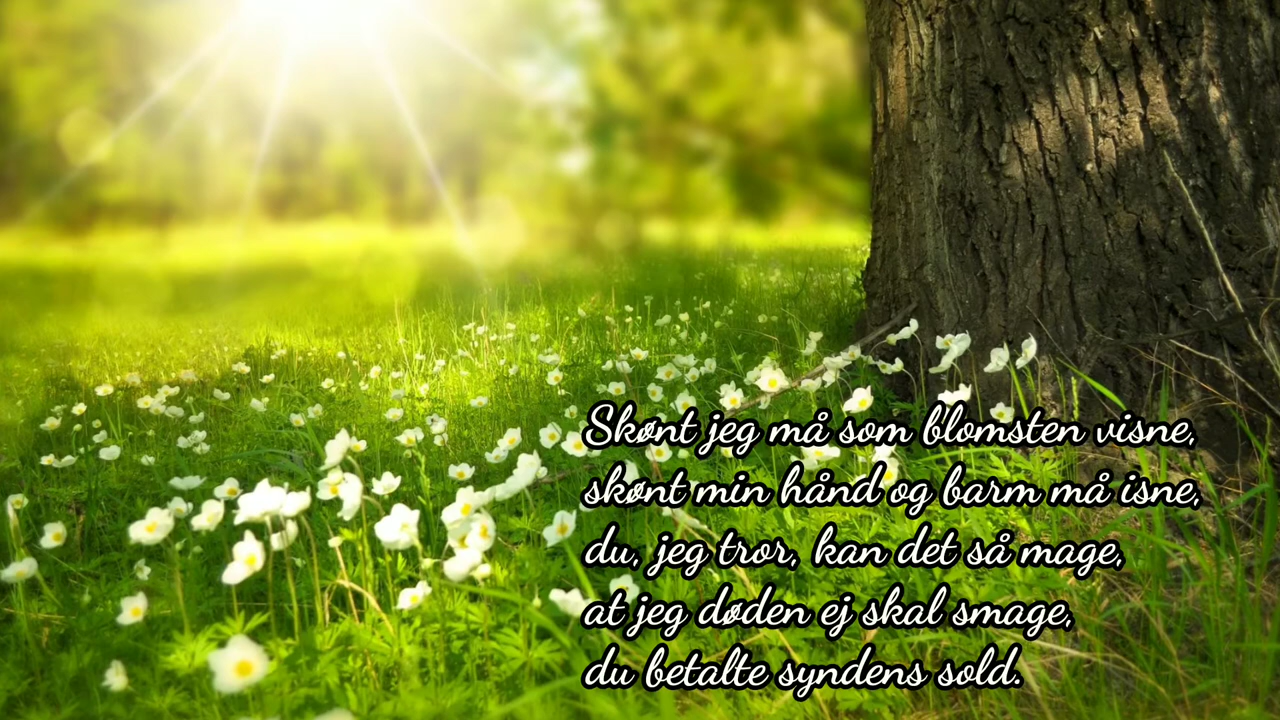 Skønt jeg må som blomsten visne,
skønt min hånd og barm må isne,
du, jeg tror, kan det så mage,
at jeg døden ej skal smage,
du betalte syndens sold.